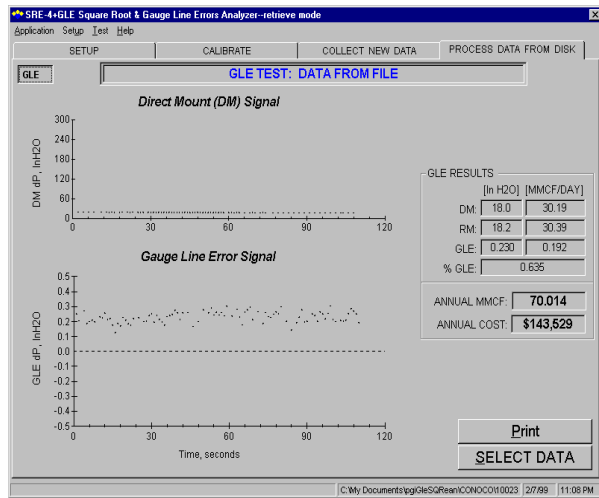 SRE-4+GLE Square Root & Gauge Line Errors Analyzer--retrieve mode
Application Setup Test Help
SETUP CALIBRATE COLLECT NEW DATA PROCESS DATA FROM DISK
GLE GLE TEST: DATA FROM FILE
Direct Mount (DM) Signal
DM dP, InH2O
300
240
180
120
60
0
0 30 60 90 120
Gauge Line Error Signal
GLE dP, InH2O
0.5
0.4
0.3
0.2
0.1
0.0
-0.1
-0.2
-0.3
-0.4
-0.5
0 30 60 90 120
Time, seconds
GLE RESULTS
[In H2O] [MMCF/DAY]
DM: 18.0 30.19
RM: 18.2 30.39
GLE: 0.230 0.192
% GLE: 0.635
ANNUAL MMCF: 70.014
ANNUAL COST: $143,529
Print
SELECT DATA
C:\My Documents\pgi\GleSQRean\CONOCO\10023 2/7/99 11:08 PM